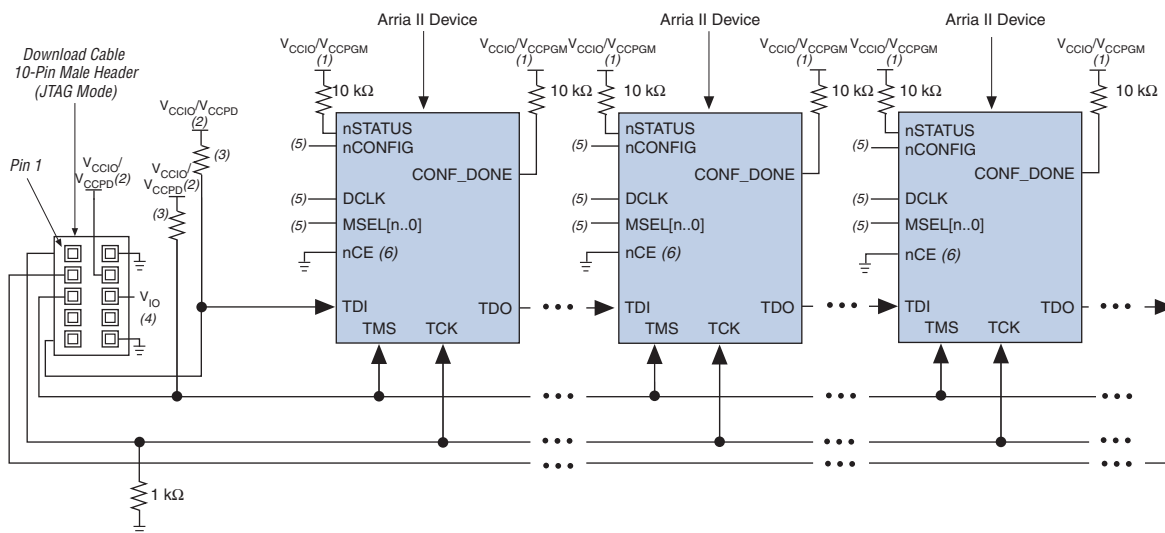 Arria II Device
Arria II Device
Arria II Device
Download Cable
10-Pin Male Header
(JTAG Mode)
Pin 1
VCCIO/VCCPD
(2)
(3)
VCCIO/
VCCPD(2)
VCCIO/
VCCPD(2)
(3)
VIO
(4)
1 kΩ
VCCIO/VCCPGM
(1)
10 kΩ
VCCIO/VCCPGM
(1)
10 kΩ
nSTATUS
(5) nCONFIG
CONF_DONE
(5) DCLK
(5) MSEL[n..0]
nCE (6)
TDI
TDO
TMS
TCK
VCCIO/VCCPGM
(1)
10 kΩ
VCCIO/VCCPGM
(1)
10 kΩ
nSTATUS
(5) nCONFIG
CONF_DONE
(5) DCLK
(5) MSEL[n..0]
nCE (6)
TDI
TDO
TMS
TCK
VCCIO/VCCPGM
(1)
10 kΩ
VCCIO/VCCPGM
(1)
10 kΩ
nSTATUS
(5) nCONFIG
CONF_DONE
(5) DCLK
(5) MSEL[n..0]
nCE (6)
TDI
TDO
TMS
TCK